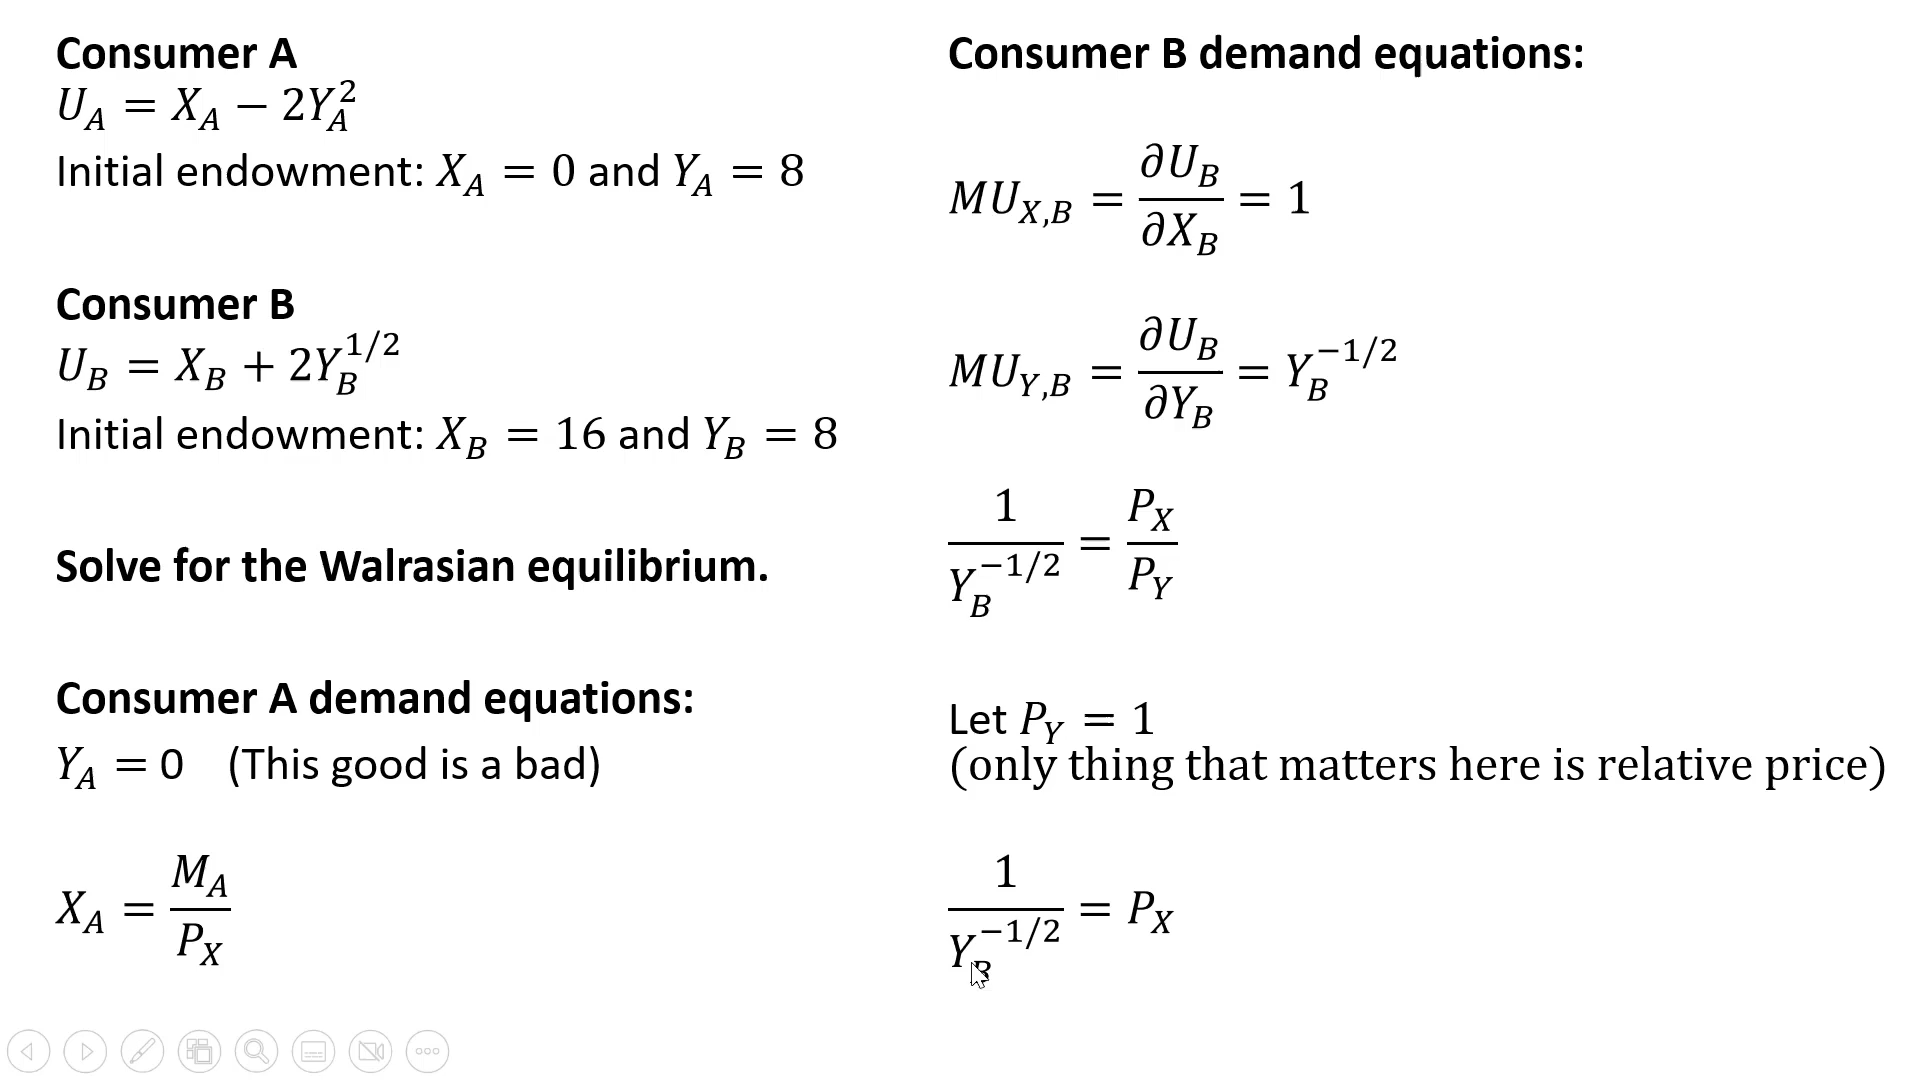 Consumer A
U_A = X_A − 2Y_A^2
Initial endowment: X_A = 0 and Y_A = 8
Consumer B
U_B = X_B + 2Y_B^{1/2}
Initial endowment: X_B = 16 and Y_B = 8
Solve for the Walrasian equilibrium.
Consumer A demand equations:
Y_A = 0 (This good is a bad)
X_A = M_A / P_X
Consumer B demand equations:
MU_{X,B} = ∂U_B / ∂X_B = 1
MU_{Y,B} = ∂U_B / ∂Y_B = Y_B^{−1/2}
1 / Y_B^{−1/2} = P_X / P_Y
Let P_Y = 1
(only thing that matters here is relative price)
1 / Y_B^{−1/2} = P_X